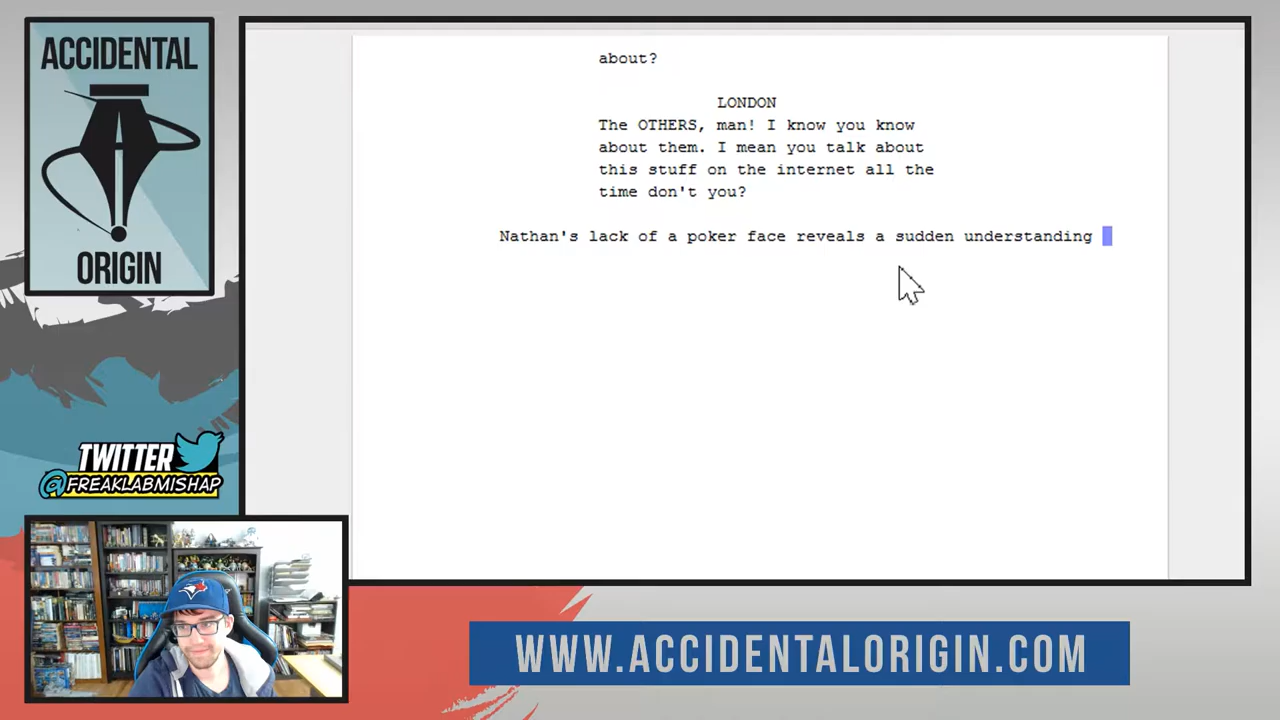 ACCIDENTAL
ORIGIN
about?
LONDON
The OTHERS, man! I know you know
about them. I mean you talk about
this stuff on the internet all the
time don't you?
Nathan's lack of a poker face reveals a sudden understanding
TWITTER
@FREAKLABMISHAP
WWW.ACCIDENTALORIGIN.COM